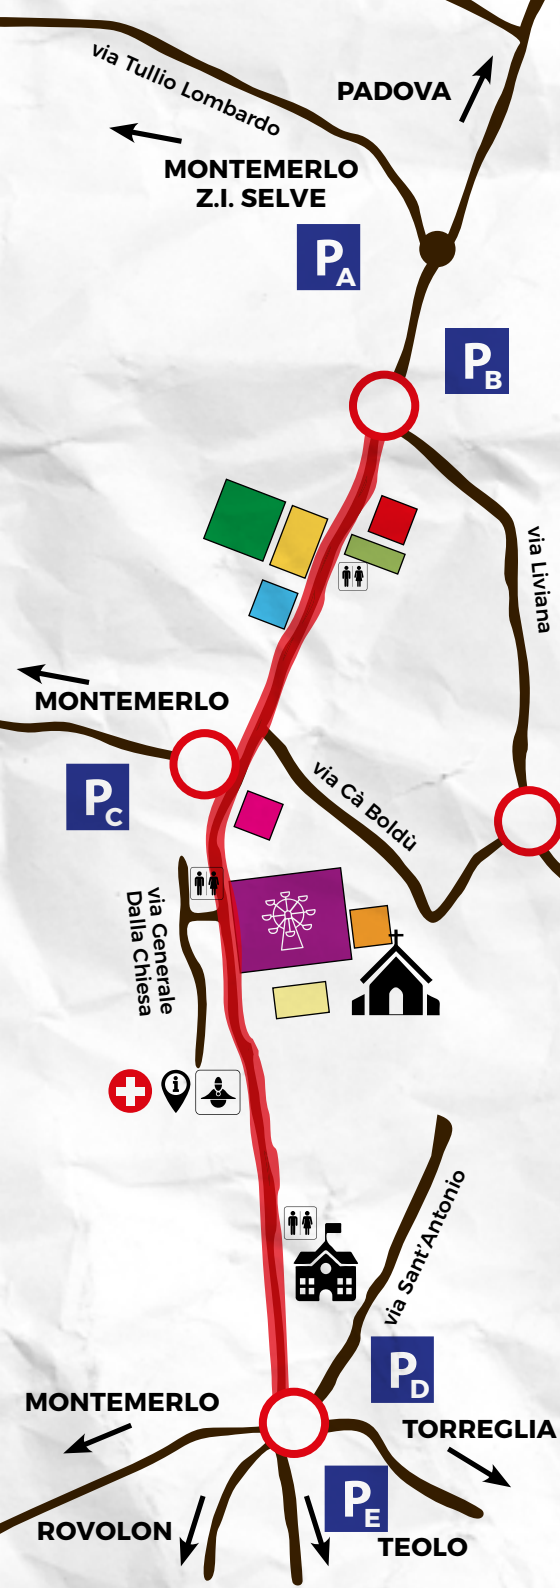 via Tullio Lombardo
PADOVA
MONTEMERLO
Z.I. SELVE
PA
PB
via Liviana
MONTEMERLO
PC
via Cà Boldù
via Generale
Dalla Chiesa
i
via Sant'Antonio
PD
MONTEMERLO
TORREGLIA
PE
ROVOLON
TEOLO